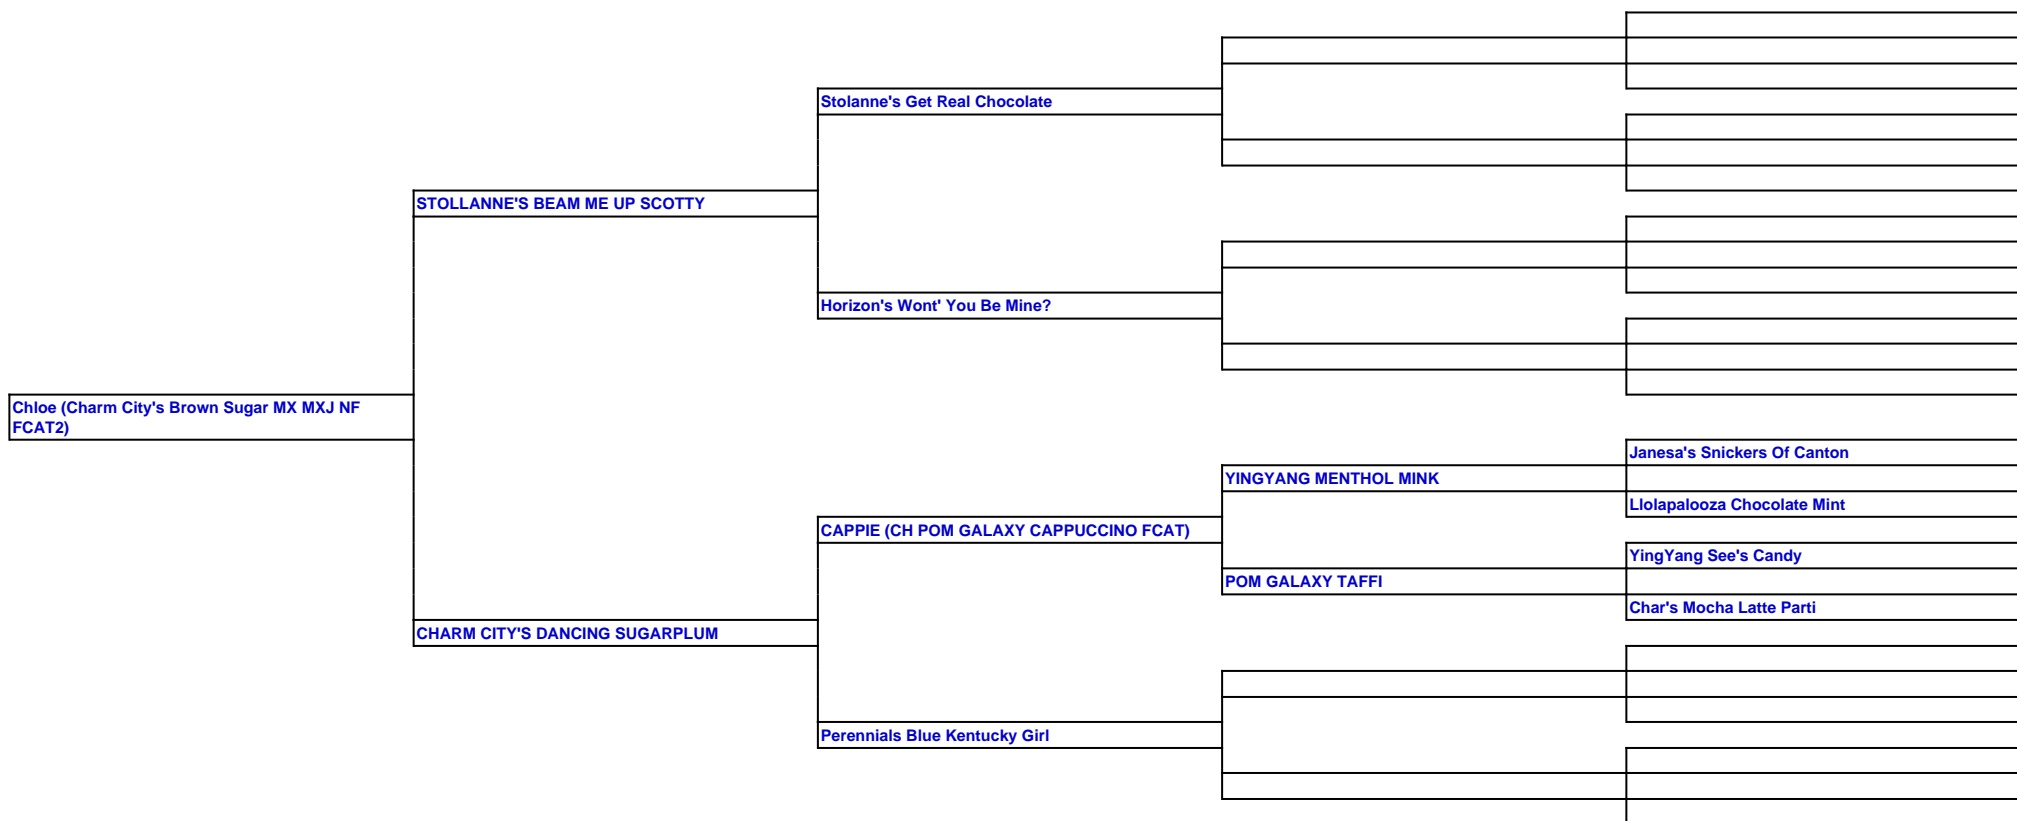 Stolanne's Get Real Chocolate
STOLLANNE'S BEAM ME UP SCOTTY
Horizon's Wont' You Be Mine?
Chloe (Charm City's Brown Sugar MX MXJ NF
FCAT2)
Janesa's Snickers Of Canton
YINGYANG MENTHOL MINK
Llolapalooza Chocolate Mint
CAPPIE (CH POM GALAXY CAPPUCCINO FCAT)
YingYang See's Candy
POM GALAXY TAFFI
Char's Mocha Latte Parti
CHARM CITY'S DANCING SUGARPLUM
Perennials Blue Kentucky Girl